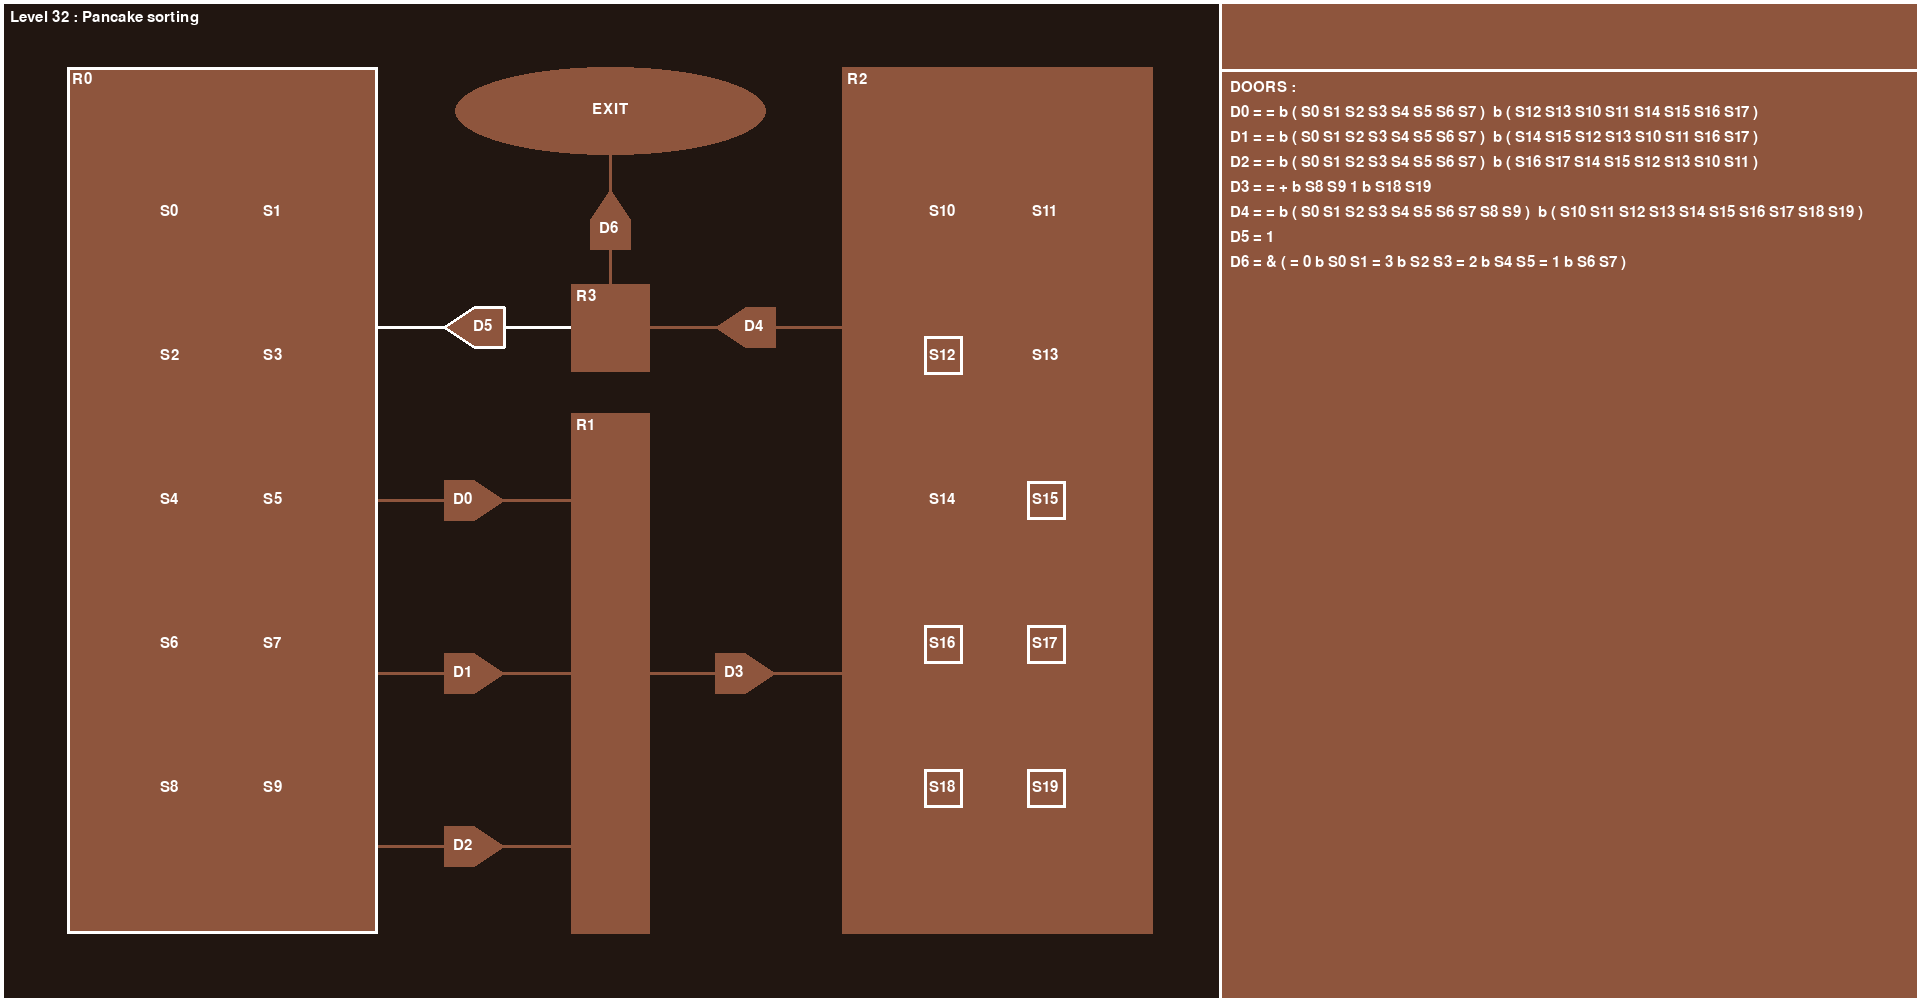 Level 32 : Pancake sorting
R0
EXIT
R2
DOORS :
D0 = = b ( S0 S1 S2 S3 S4 S5 S6 S7 )  b ( S12 S13 S10 S11 S14 S15 S16 S17 )
D1 = = b ( S0 S1 S2 S3 S4 S5 S6 S7 )  b ( S14 S15 S12 S13 S10 S11 S16 S17 )
D2 = = b ( S0 S1 S2 S3 S4 S5 S6 S7 )  b ( S16 S17 S14 S15 S12 S13 S10 S11 )
D3 = = + b S8 S9 1 b S18 S19
D4 = = b ( S0 S1 S2 S3 S4 S5 S6 S7 S8 S9 )  b ( S10 S11 S12 S13 S14 S15 S16 S17 S18 S19 )
D5 = 1
D6 = & ( = 0 b S0 S1 = 3 b S2 S3 = 2 b S4 S5 = 1 b S6 S7 )
S0 S1
D6
S10 S11
R3
D5
D4
S2 S3
S12 S13
R1
S4 S5
D0
S14 S15
S6 S7
D1
D3
S16 S17
S8 S9
S18 S19
D2